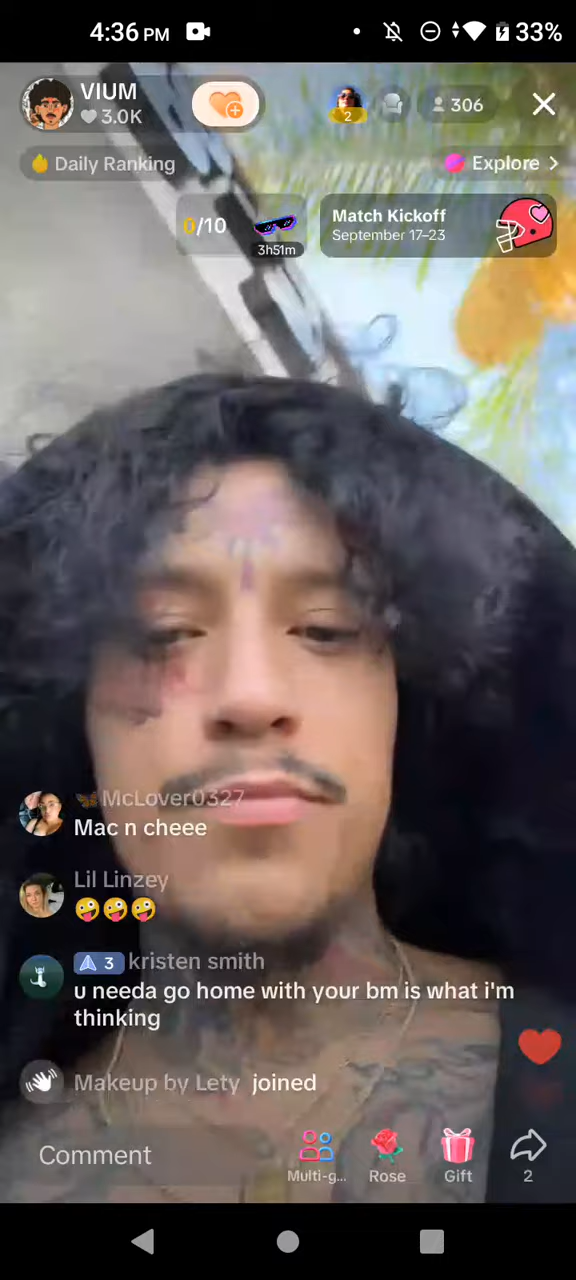 4:36 PM
33%
VIUM
3.0K
2
306
Daily Ranking
Explore >
0/10
3h51m
Match Kickoff
September 17–23
McLover0327
Mac n cheee
Lil Linzey
🤪🤪🤪
3 kristen smith
u needa go home with your bm is what i'm
thinking
Makeup by Lety joined
Comment
Multi-g...
Rose
Gift
2